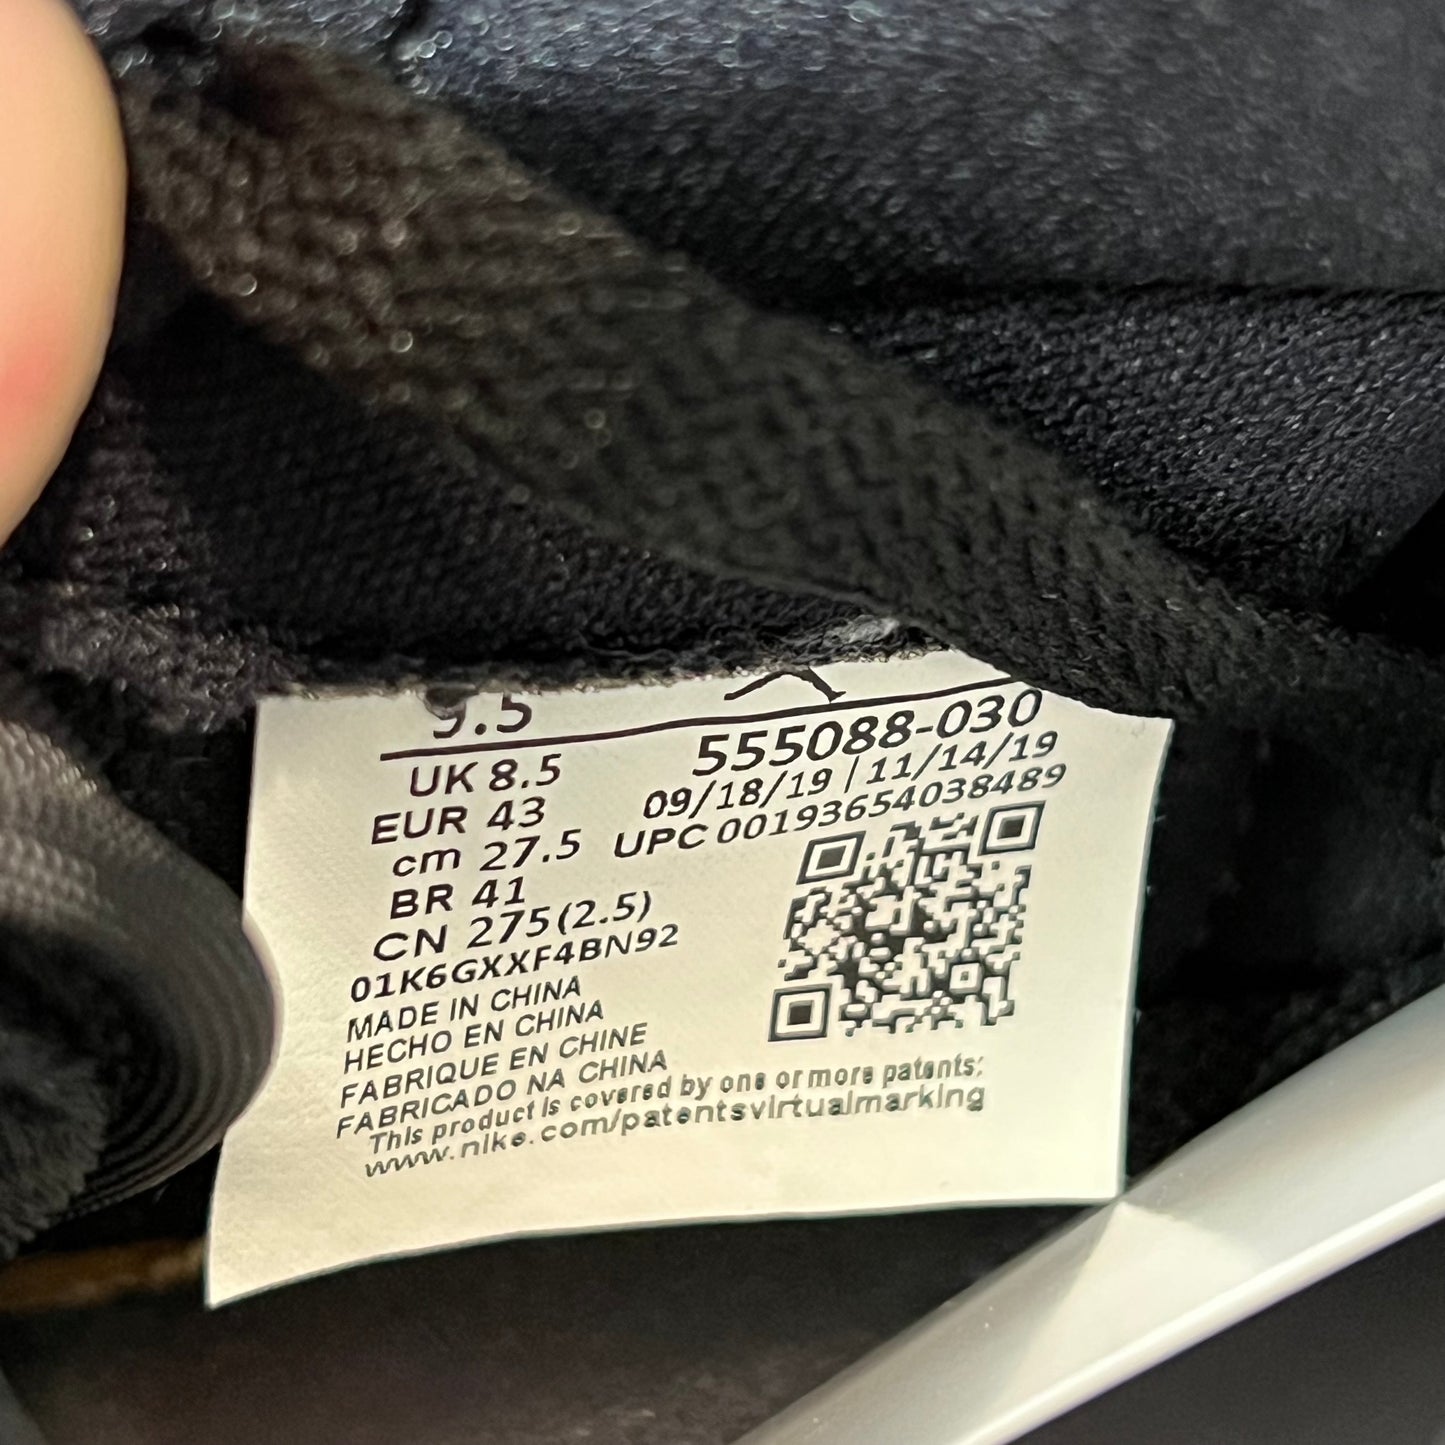 9.5
UK 8.5
EUR 43
cm 27.5
BR 41
CN 275(2.5)
555088-030
09/18/19 | 11/14/19
UPC 00193654038489
01K6GXXF4BN92
MADE IN CHINA
HECHO EN CHINA
FABRIQUE EN CHINE
FABRICADO NA CHINA
This product is covered by one or more patents:
www.nike.com/patentsvirtualmarking